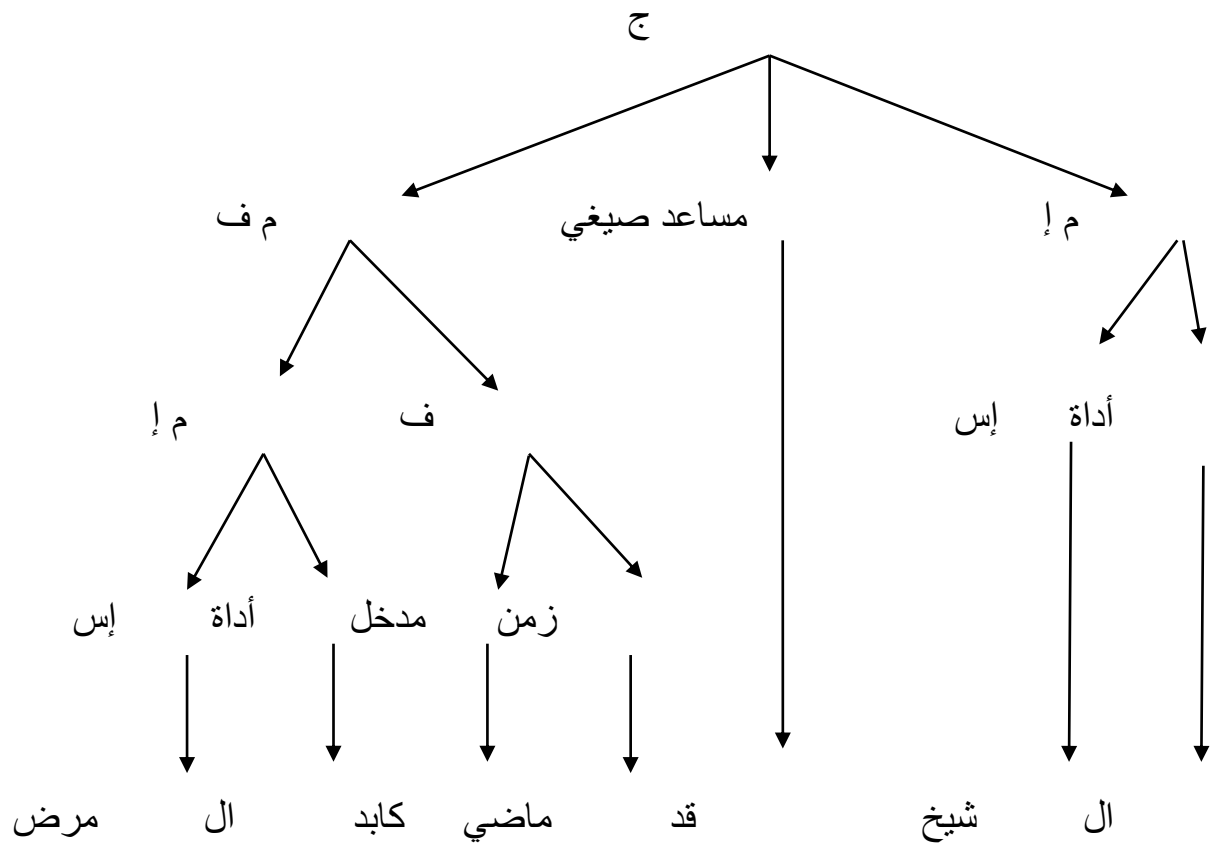 ج
م إ مساعد صيغي م ف
أداة إس ف م إ
زمن مدخل أداة إس
ال شيخ قد ماضي كابد ال مرض